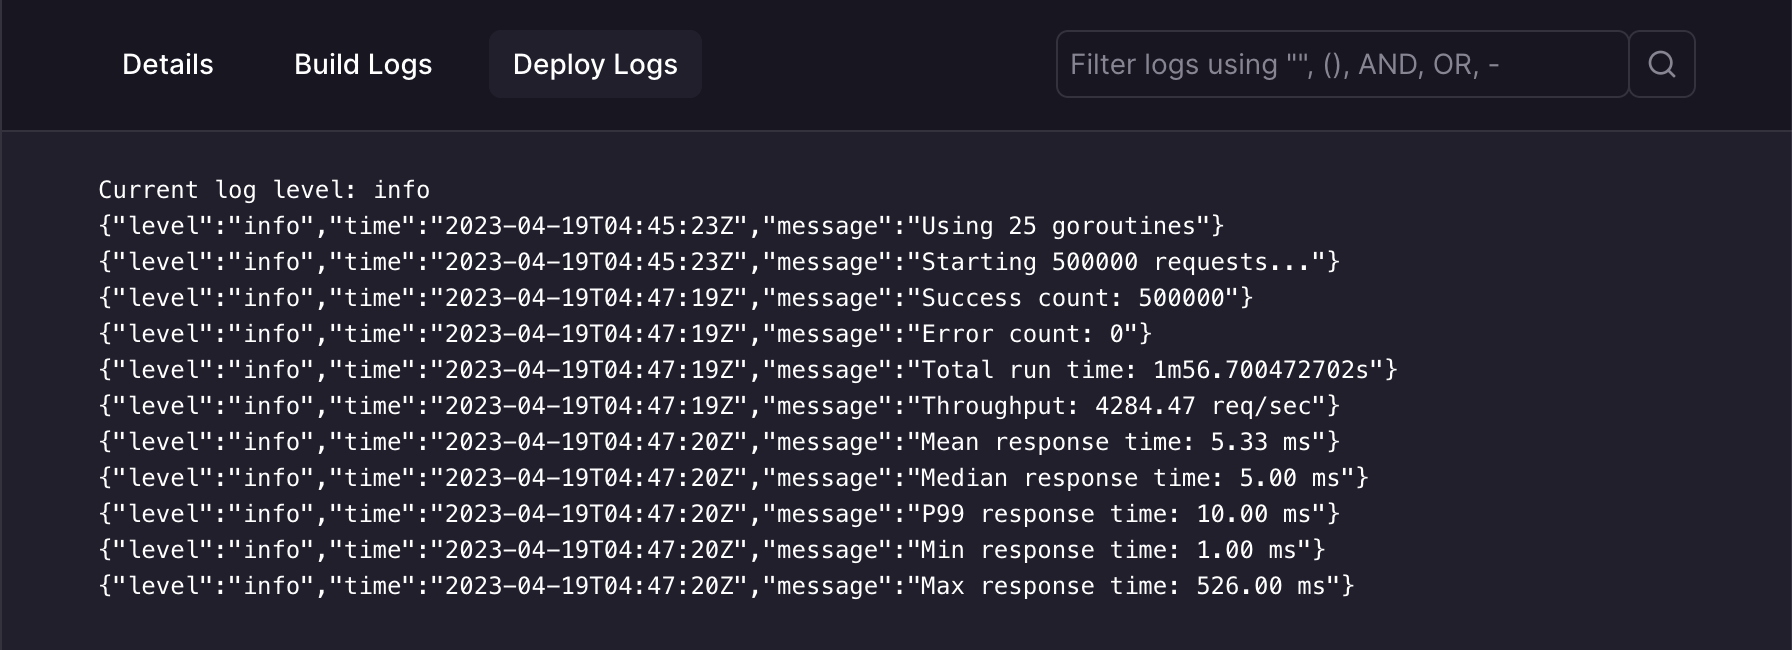 Details
Build Logs
Deploy Logs
Filter logs using "", (), AND, OR, -
Current log level: info
{"level":"info","time":"2023-04-19T04:45:23Z","message":"Using 25 goroutines"}
{"level":"info","time":"2023-04-19T04:45:23Z","message":"Starting 500000 requests..."}
{"level":"info","time":"2023-04-19T04:47:19Z","message":"Success count: 500000"}
{"level":"info","time":"2023-04-19T04:47:19Z","message":"Error count: 0"}
{"level":"info","time":"2023-04-19T04:47:19Z","message":"Total run time: 1m56.700472702s"}
{"level":"info","time":"2023-04-19T04:47:19Z","message":"Throughput: 4284.47 req/sec"}
{"level":"info","time":"2023-04-19T04:47:20Z","message":"Mean response time: 5.33 ms"}
{"level":"info","time":"2023-04-19T04:47:20Z","message":"Median response time: 5.00 ms"}
{"level":"info","time":"2023-04-19T04:47:20Z","message":"P99 response time: 10.00 ms"}
{"level":"info","time":"2023-04-19T04:47:20Z","message":"Min response time: 1.00 ms"}
{"level":"info","time":"2023-04-19T04:47:20Z","message":"Max response time: 526.00 ms"}